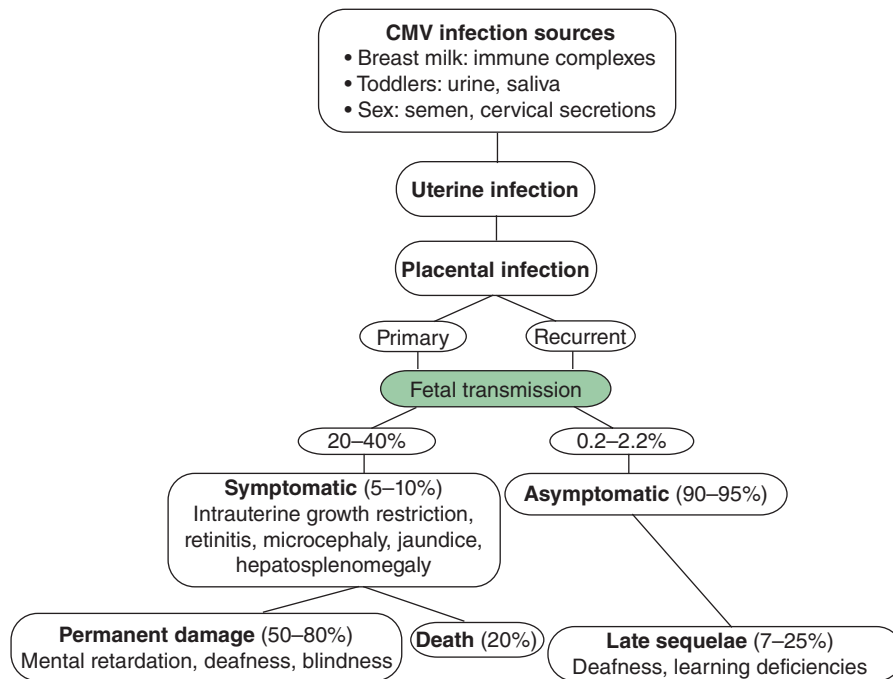 CMV infection sources
• Breast milk: immune complexes
• Toddlers: urine, saliva
• Sex: semen, cervical secretions
Uterine infection
Placental infection
Primary
Recurrent
Fetal transmission
20–40%
0.2–2.2%
Symptomatic (5–10%)
Intrauterine growth restriction,
retinitis, microcephaly, jaundice,
hepatosplenomegaly
Asymptomatic (90–95%)
Permanent damage (50–80%)
Mental retardation, deafness, blindness
Death (20%)
Late sequelae (7–25%)
Deafness, learning deficiencies